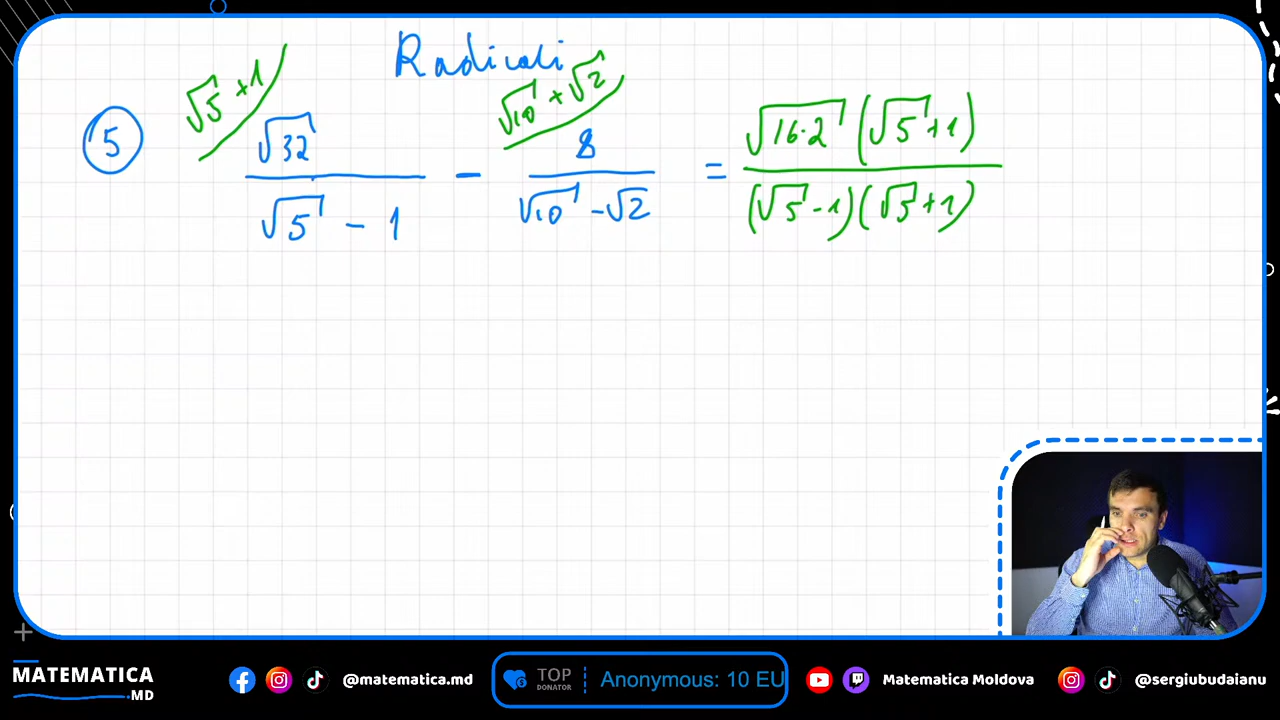 Radicali
⑤ √5+1 √32 / (√5 - 1) - √10+√2 8 / (√10 - √2) = √16·2 (√5+1) / (√5-1)(√5+1)
MATEMATICA
.MD
@matematica.md
TOP
DONATOR
Anonymous: 10 EU
Matematica Moldova
@sergiubudaianu